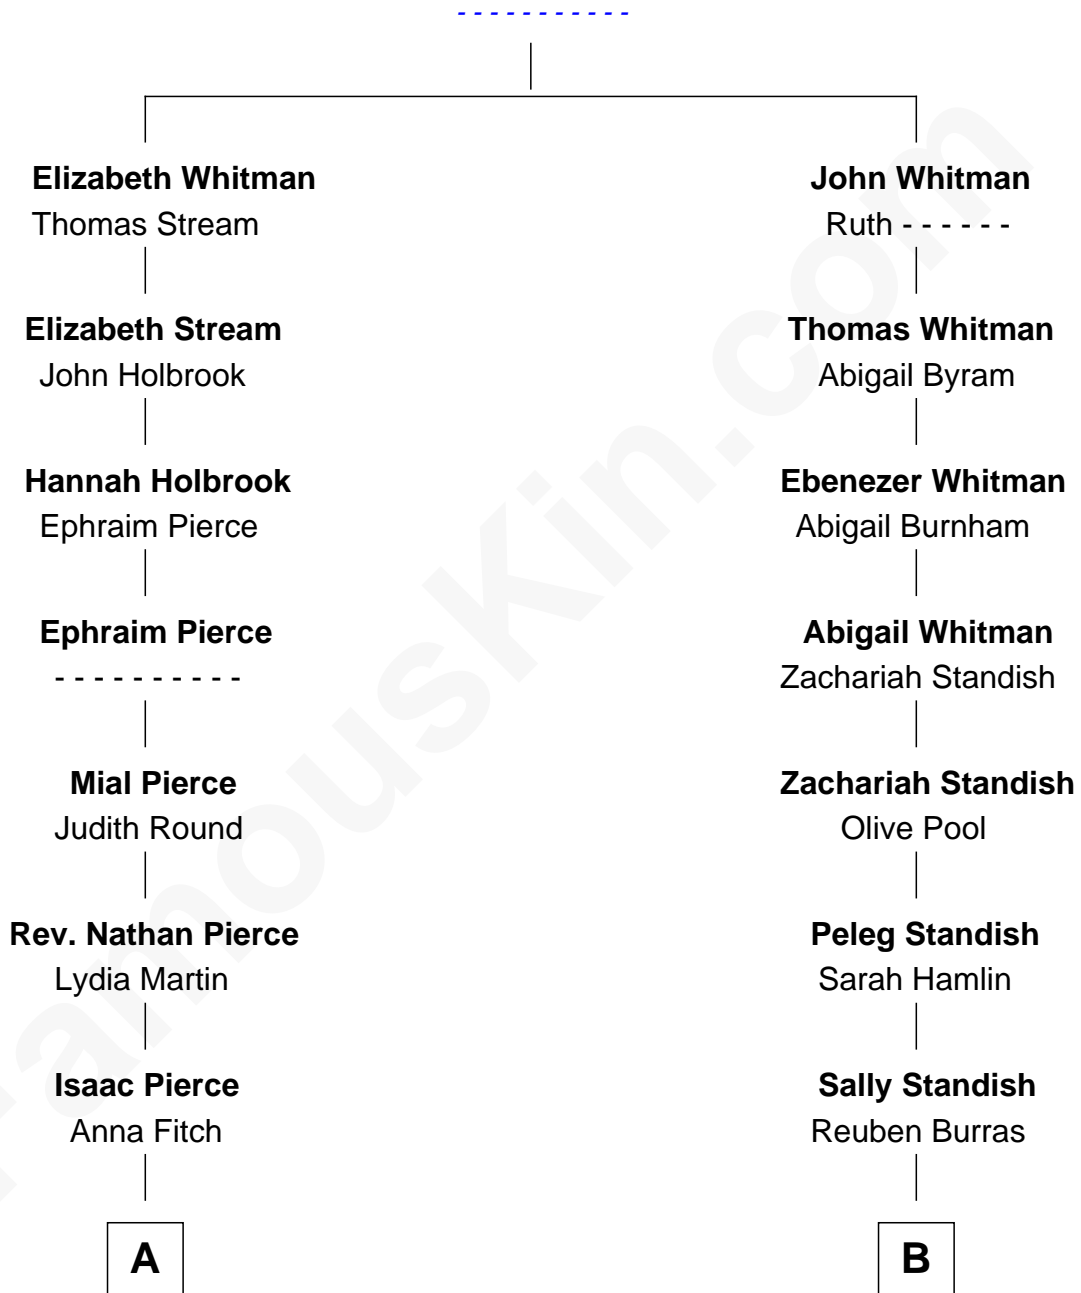 - - - - - - - - - - -
Elizabeth Whitman
Thomas Stream
John Whitman
Ruth - - - - - -
Elizabeth Stream
John Holbrook
Thomas Whitman
Abigail Byram
Hannah Holbrook
Ephraim Pierce
Ebenezer Whitman
Abigail Burnham
Ephraim Pierce
- - - - - - - - - -
Abigail Whitman
Zachariah Standish
Mial Pierce
Judith Round
Zachariah Standish
Olive Pool
Rev. Nathan Pierce
Lydia Martin
Peleg Standish
Sarah Hamlin
Isaac Pierce
Anna Fitch
Sally Standish
Reuben Burras
A
B
FamousKin.com